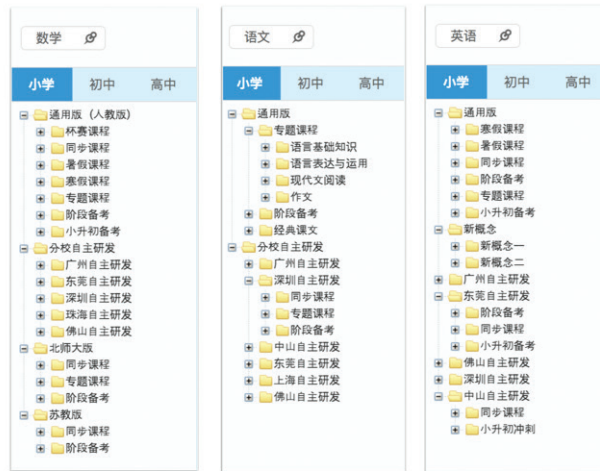 数学
小学 初中 高中
通用版（人教版）
杯赛课程
同步课程
暑假课程
寒假课程
专题课程
阶段备考
小升初备考
分校自主研发
广州自主研发
东莞自主研发
深圳自主研发
珠海自主研发
佛山自主研发
北师大版
同步课程
专题课程
阶段备考
苏教版
同步课程
阶段备考
语文
小学 初中 高中
通用版
专题课程
语言基础知识
语言表达与运用
现代文阅读
作文
阶段备考
经典课文
分校自主研发
广州自主研发
深圳自主研发
同步课程
专题课程
阶段备考
中山自主研发
东莞自主研发
上海自主研发
佛山自主研发
英语
小学 初中 高中
通用版
寒假课程
暑假课程
同步课程
阶段备考
专题课程
小升初备考
新概念
新概念一
新概念二
广州自主研发
东莞自主研发
阶段备考
同步课程
小升初备考
佛山自主研发
深圳自主研发
中山自主研发
同步课程
小升初冲刺